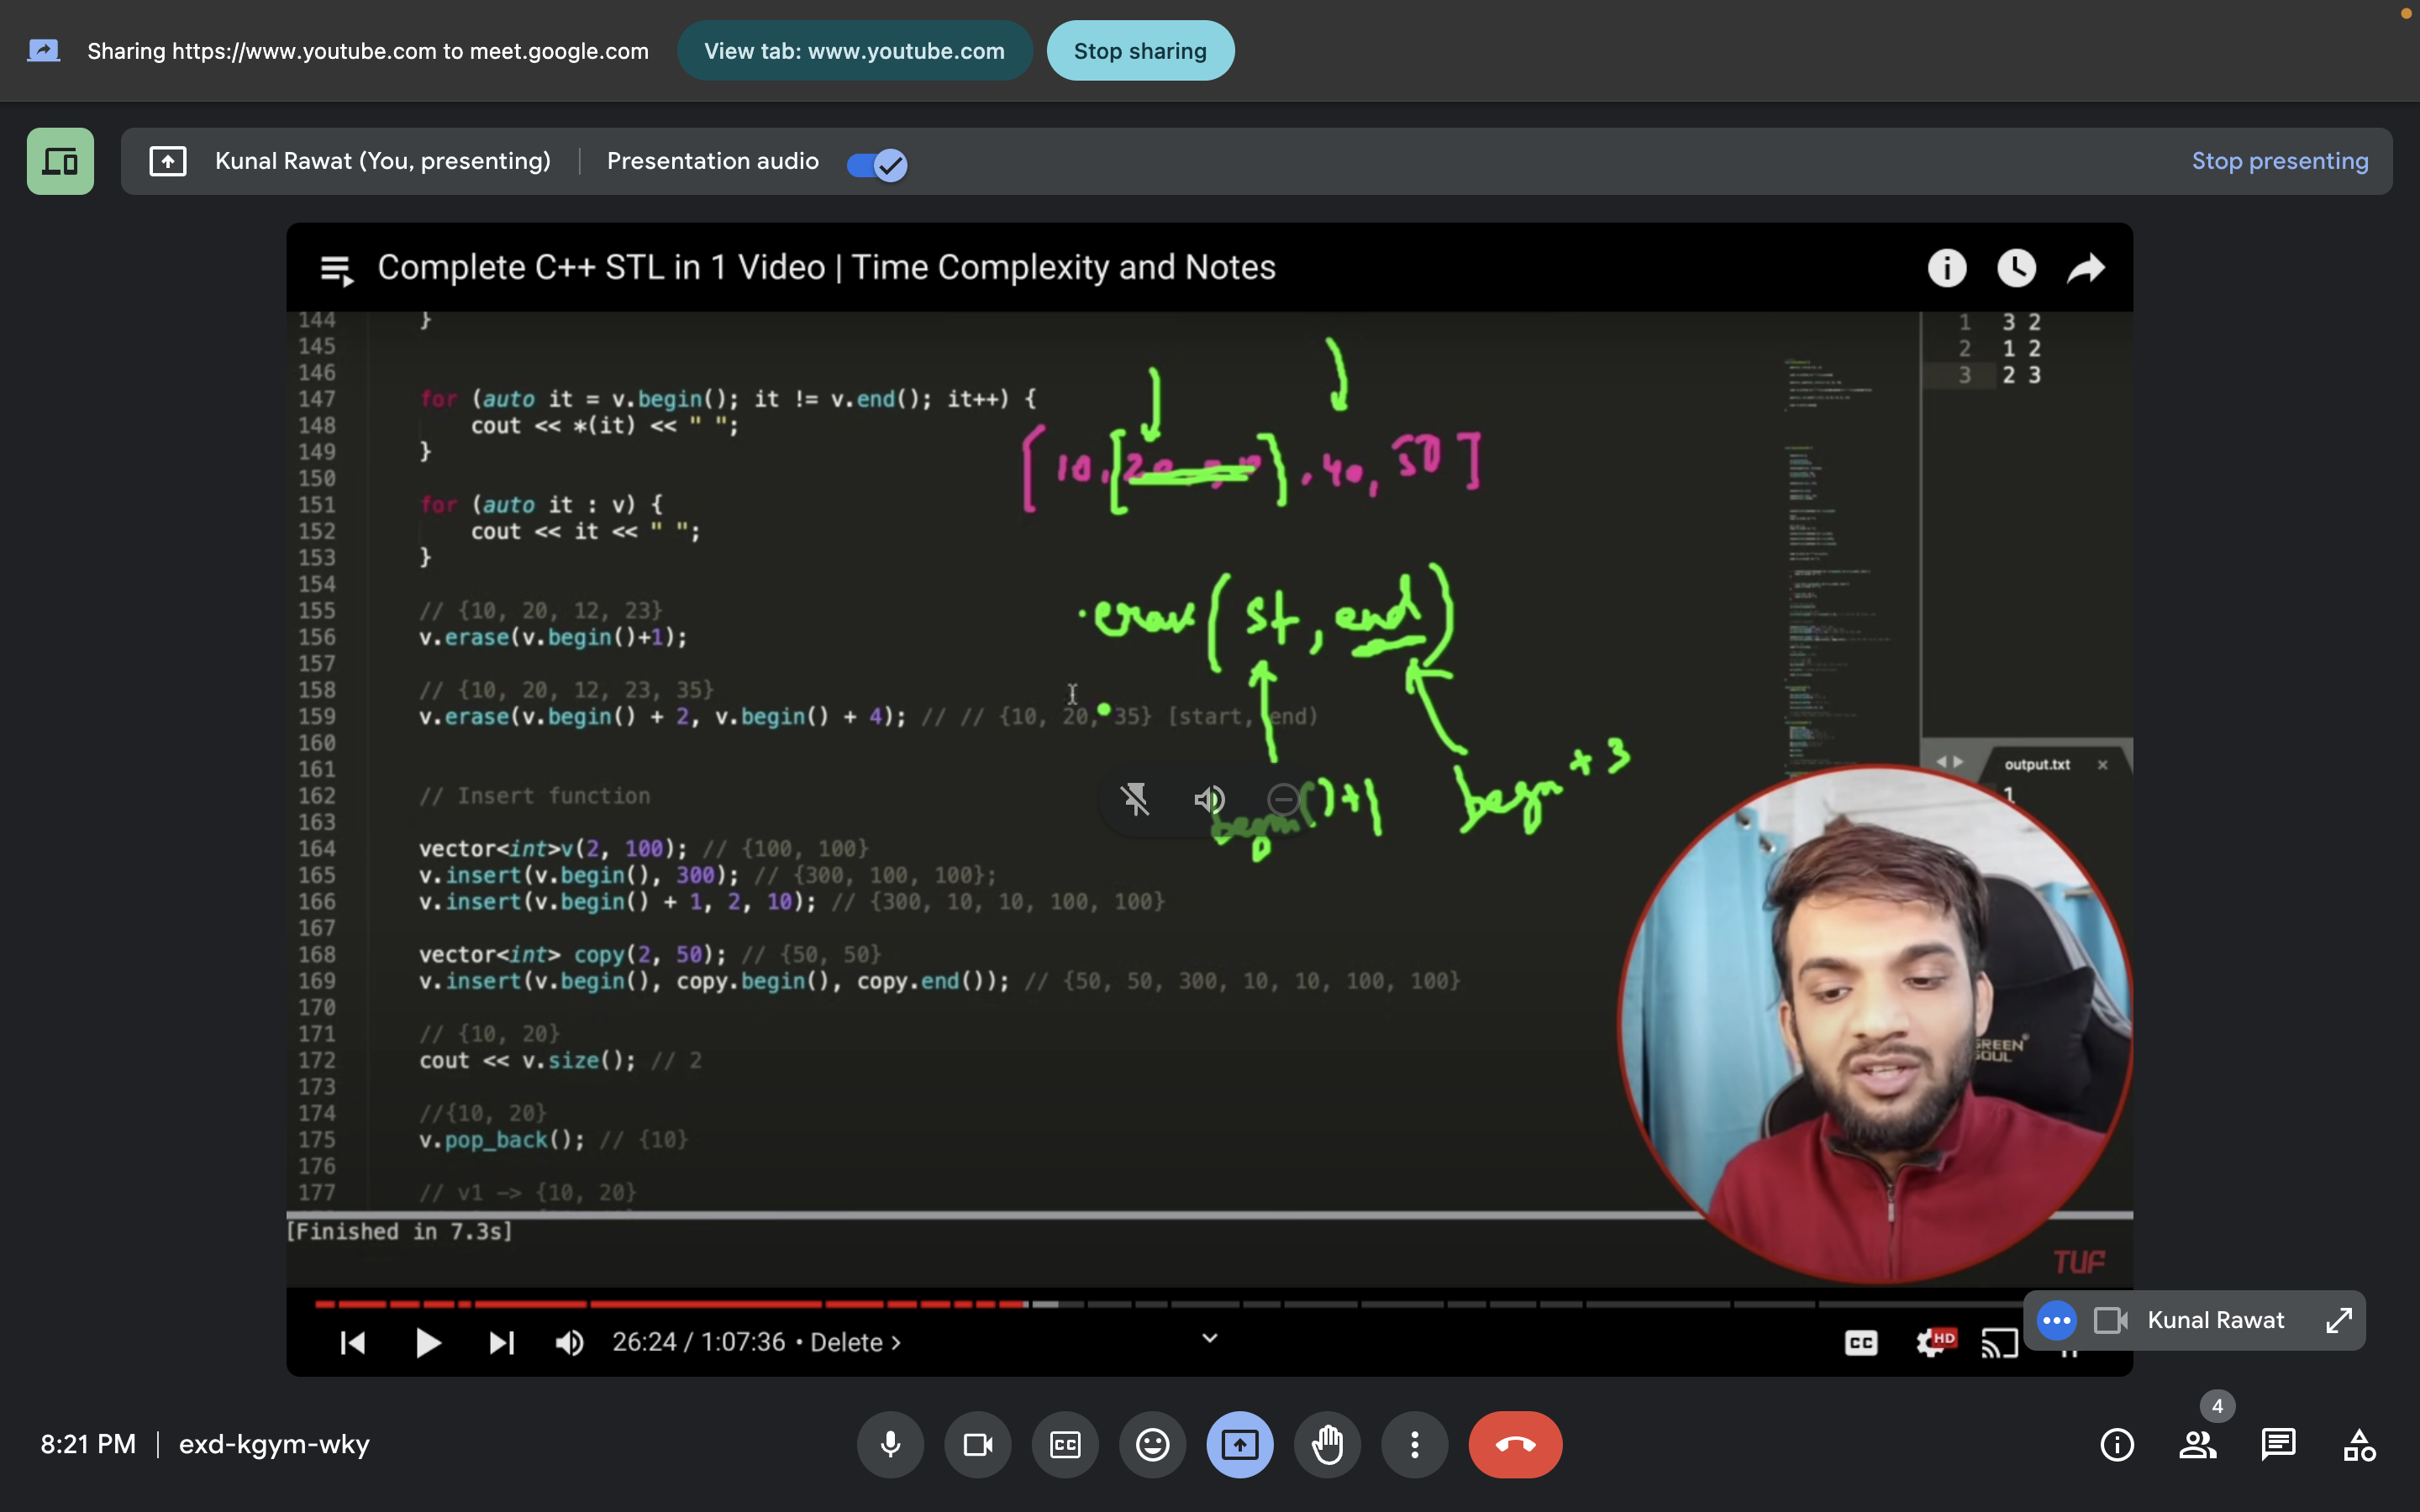 Sharing https://www.youtube.com to meet.google.com View tab: www.youtube.com Stop sharing
Kunal Rawat (You, presenting) Presentation audio Stop presenting
Complete C++ STL in 1 Video | Time Complexity and Notes
144 }
145
146
147 for (auto it = v.begin(); it != v.end(); it++) {
148 cout << *(it) << " ";
149 }
150
151 for (auto it : v) {
152 cout << it << " ";
153 }
154
155 // {10, 20, 12, 23}
156 v.erase(v.begin()+1);
157
158 // {10, 20, 12, 23, 35}
159 v.erase(v.begin() + 2, v.begin() + 4); // // {10, 20, 35} [start, end)
160
161
162 // Insert function
163
164 vector<int>v(2, 100); // {100, 100}
165 v.insert(v.begin(), 300); // {300, 100, 100};
166 v.insert(v.begin() + 1, 2, 10); // {300, 10, 10, 100, 100}
167
168 vector<int> copy(2, 50); // {50, 50}
169 v.insert(v.begin(), copy.begin(), copy.end()); // {50, 50, 300, 10, 10, 100, 100}
170
171 // {10, 20}
172 cout << v.size(); // 2
173
174 //{10, 20}
175 v.pop_back(); // {10}
176
177 // v1 -> {10, 20}
[Finished in 7.3s]
[10, 40, 50]
(st, end)
begin()+1 begin +3
1 3 2
2 1 2
3 2 3
output.txt
1
GREEN SOUL
TUF
26:24 / 1:07:36 • Delete >
CC HD
Kunal Rawat
8:21 PM | exd-kgym-wky
CC
4